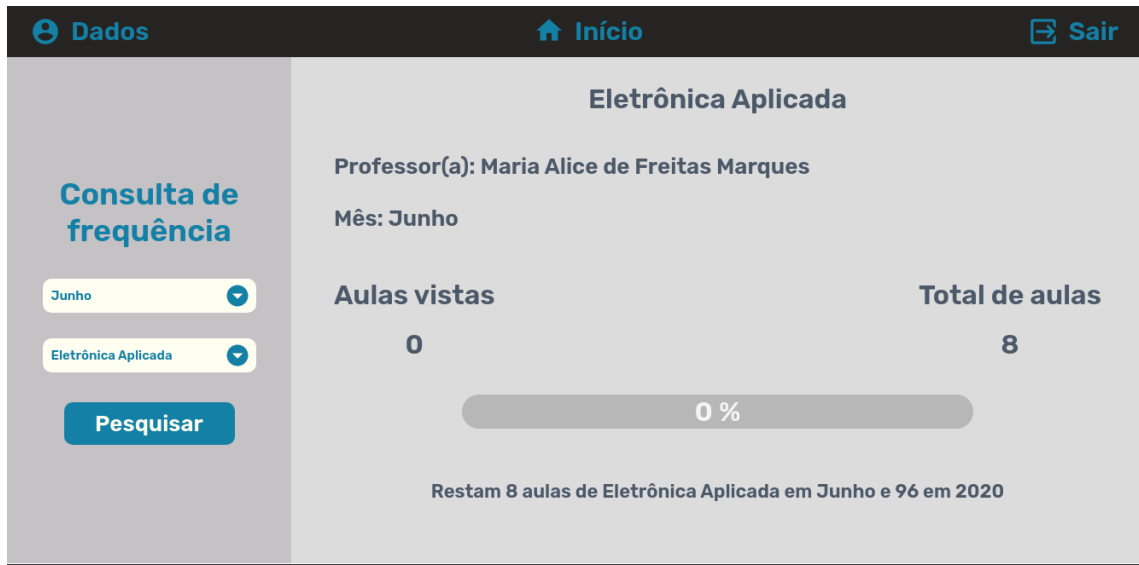 Dados
Início
Sair
Consulta de
frequência
Junho
Eletrônica Aplicada
Pesquisar
Eletrônica Aplicada
Professor(a): Maria Alice de Freitas Marques
Mês: Junho
Aulas vistas
Total de aulas
0
8
0 %
Restam 8 aulas de Eletrônica Aplicada em Junho e 96 em 2020